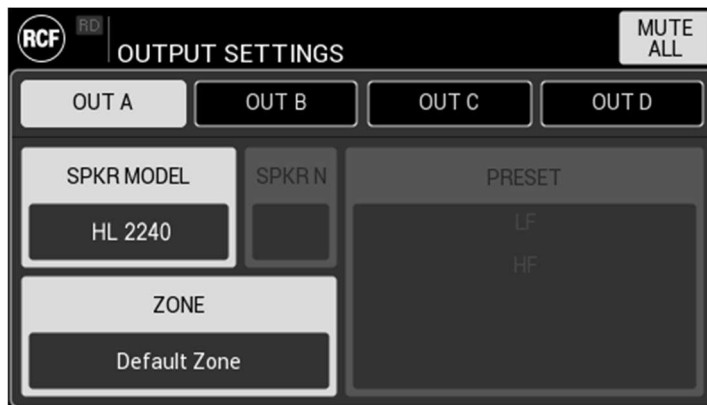 RCF
RD
OUTPUT SETTINGS
MUTE
ALL
OUT A
OUT B
OUT C
OUT D
SPKR MODEL
SPKR N
PRESET
HL 2240
LF
HF
ZONE
Default Zone